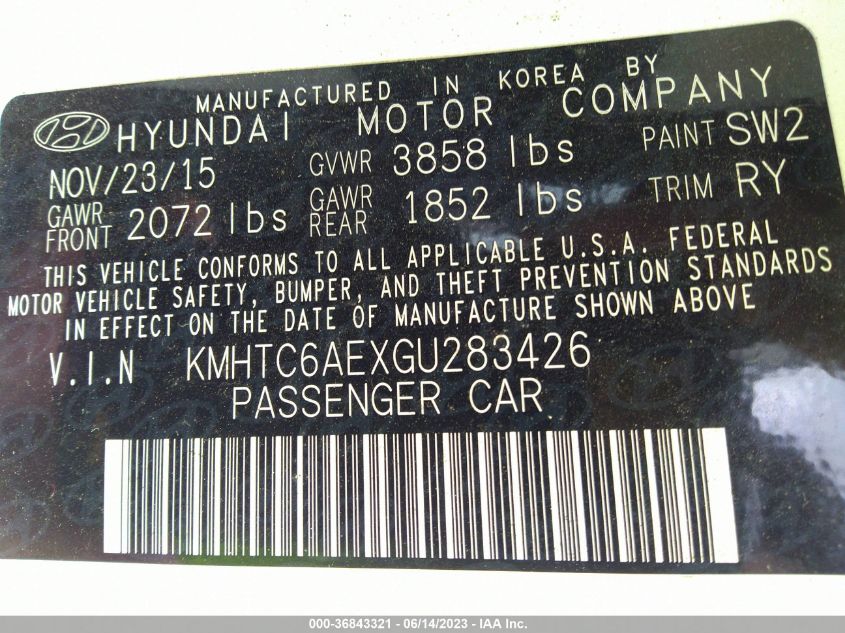 MANUFACTURED IN KOREA BY
HYUNDAI MOTOR COMPANY
NOV/23/15 GVWR 3858 lbs PAINT SW2
GAWR FRONT 2072 lbs GAWR REAR 1852 lbs TRIM RY
THIS VEHICLE CONFORMS TO ALL APPLICABLE U.S.A. FEDERAL
MOTOR VEHICLE SAFETY, BUMPER, AND THEFT PREVENTION STANDARDS
IN EFFECT ON THE DATE OF MANUFACTURE SHOWN ABOVE
V.I.N KMHTC6AEXGU283426
PASSENGER CAR
000-36843321 - 06/14/2023 - IAA Inc.